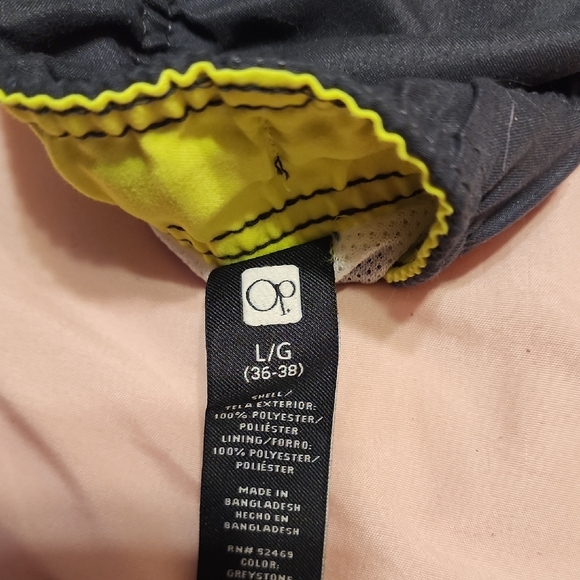 Op.
L/G
(36-38)
SHELL/
TELA EXTERIOR:
100% POLYESTER/
POLIÉSTER
LINING/FORRO:
100% POLYESTER/
POLIÉSTER
MADE IN
BANGLADESH
HECHO EN
BANGLADESH
RN# 52469
COLOR:
GREYSTONE